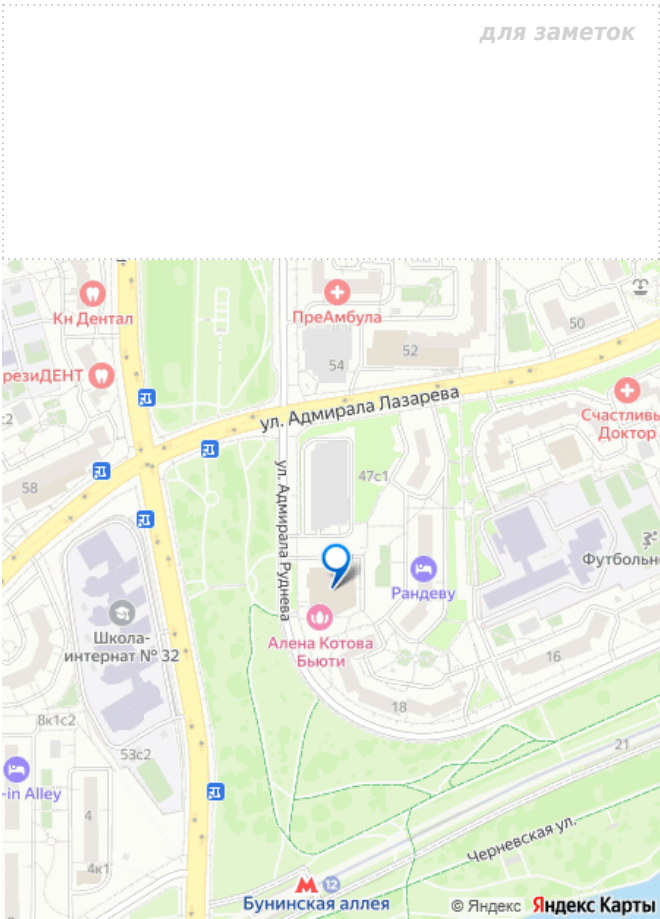 для заметок
Кн Дентал
ПреАмбула
50
52
54
резиДЕНТ
ул. Адмирала Лазарева
Счастливы
Доктор
с2
58
47с1
ул. Адмирала Руднева
Футбольно
Рандеву
Школа-
интернат № 32
Алена Котова
Бьюти
16
18
8к1с2
53с2
21
-in Alley
4
Черневская ул.
4к1
12
Бунинская аллея
© Яндекс Яндекс Карты